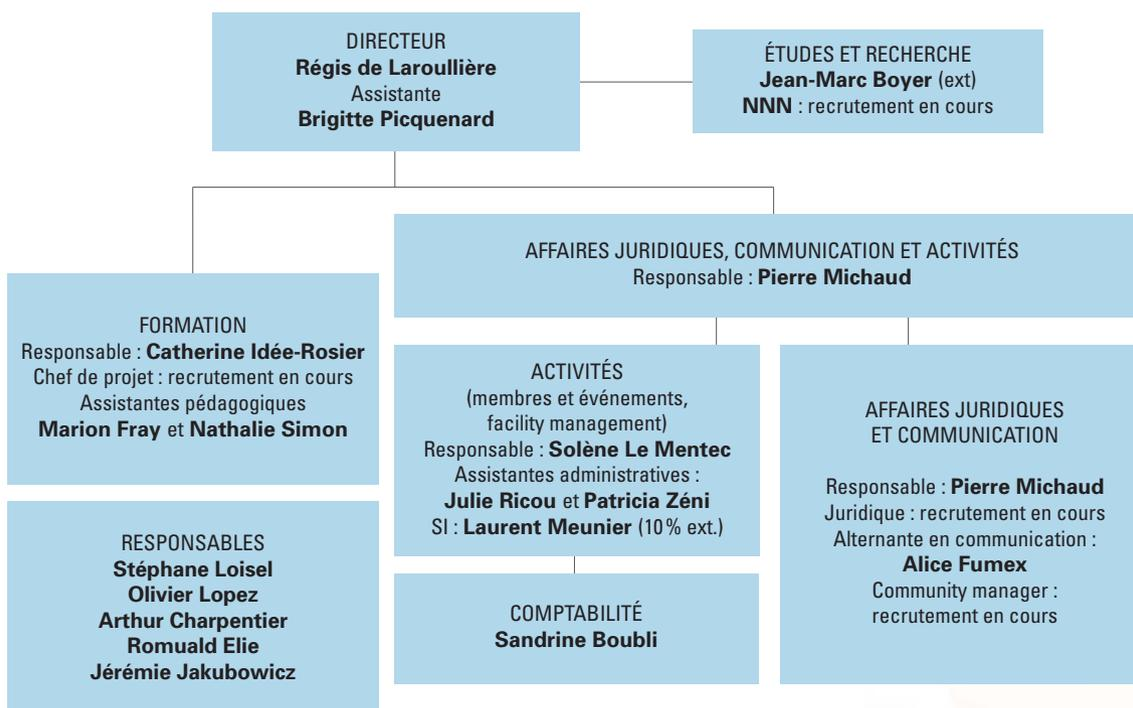 DIRECTEUR
Régis de Laroullière
Assistante
Brigitte Picquenard
ÉTUDES ET RECHERCHE
Jean-Marc Boyer (ext)
NNN : recrutement en cours
AFFAIRES JURIDIQUES, COMMUNICATION ET ACTIVITÉS
Responsable : Pierre Michaud
FORMATION
Responsable : Catherine Idée-Rosier
Chef de projet : recrutement en cours
Assistantes pédagogiques
Marion Fray et Nathalie Simon
RESPONSABLES
Stéphane Loisel
Olivier Lopez
Arthur Charpentier
Romuald Elie
Jérémie Jakubowicz
ACTIVITÉS
(membres et événements,
facility management)
Responsable : Solène Le Mentec
Assistantes administratives :
Julie Ricou et Patricia Zéni
SI : Laurent Meunier (10 % ext.)
COMPTABILITÉ
Sandrine Boubli
AFFAIRES JURIDIQUES
ET COMMUNICATION
Responsable : Pierre Michaud
Juridique : recrutement en cours
Alternante en communication :
Alice Fumex
Community manager :
recrutement en cours